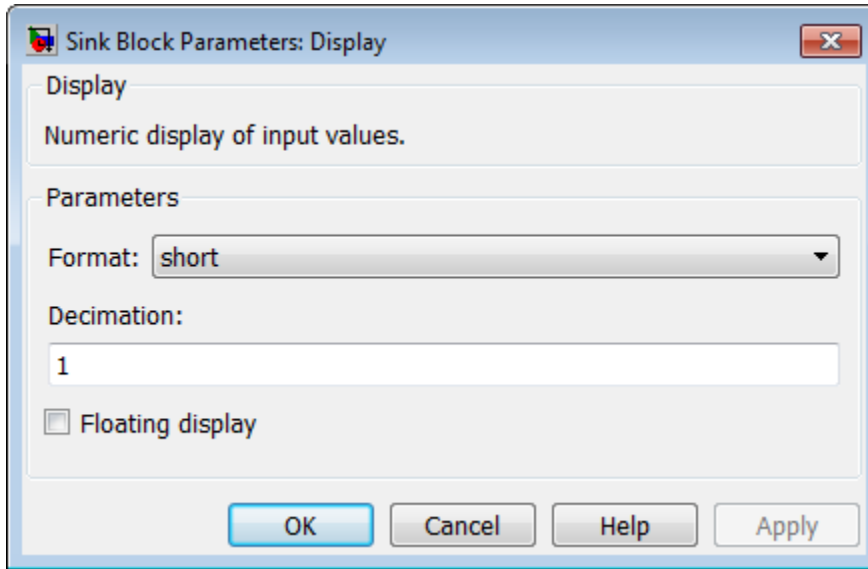 Sink Block Parameters: Display
Display
Numeric display of input values.
Parameters
Format: short
Decimation:
1
Floating display
OK Cancel Help Apply